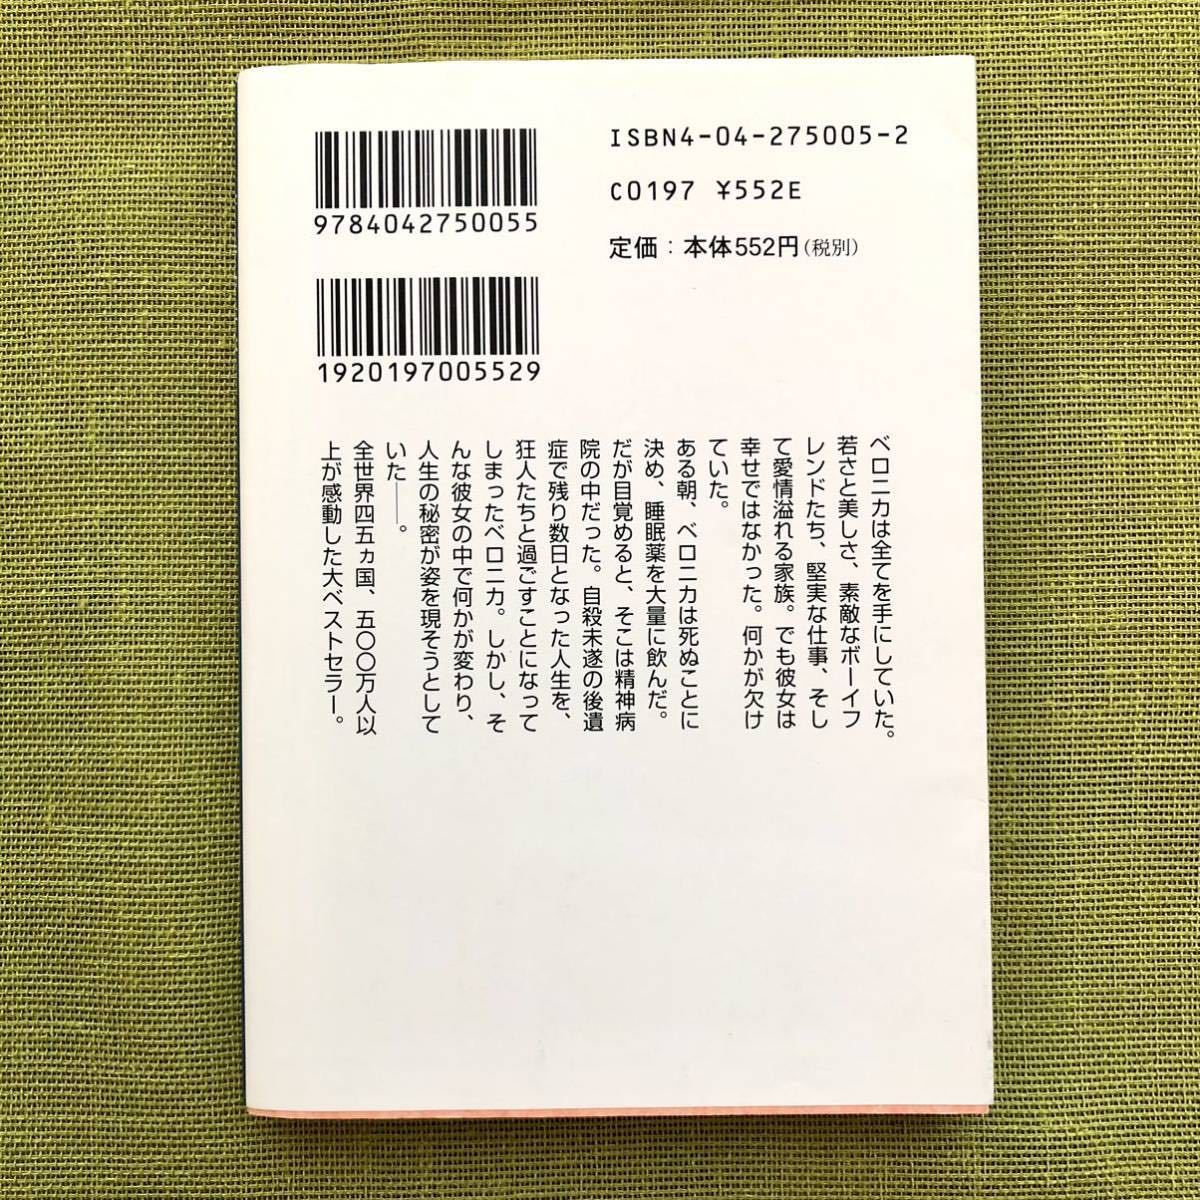 ISBN4-04-275005-2
C0197 ¥552E
定価：本体552円(税別)
9784042750055
1920197005529
ベロニカは全てを手にしていた。
若さと美しさ、素敵なボーイフ
レンドたち、堅実な仕事、そし
て愛情溢れる家族。でも彼女は
幸せではなかった。何かが欠け
ていた。
ある朝、ベロニカは死ぬことに
決め、睡眠薬を大量に飲んだ。
だが目覚めると、そこは精神病
院の中だった。自殺未遂の後遺
症で残り数日となった人生を、
狂人たちと過ごすことになって
しまったベロニカ。しかし、そ
んな彼女の中で何かが変わり、
人生の秘密が姿を現そうとして
いた――。
全世界四五ヵ国、五〇〇万人以
上が感動した大ベストセラー。